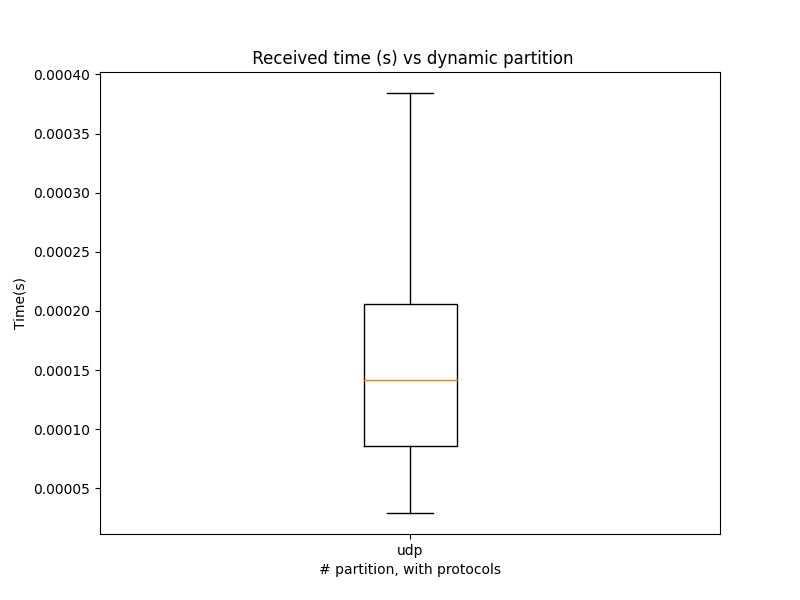 Received time (s) vs dynamic partition
0.00040
0.00035
0.00030
0.00025
0.00020
0.00015
0.00010
0.00005
Time(s)
udp
# partition, with protocols